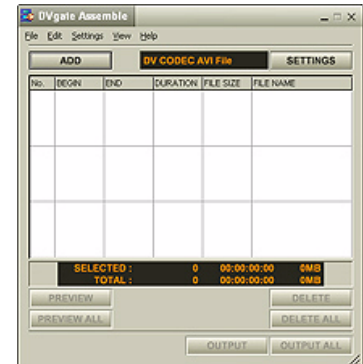 DVgate Assemble
File Edit Settings View Help
ADD DV CODEC AVI File SETTINGS
No. BEGIN END DURATION FILE SIZE FILE NAME
SELECTED : 0 00:00:00:00 0MB
TOTAL : 0 00:00:00:00 0MB
PREVIEW DELETE
PREVIEW ALL DELETE ALL
OUTPUT OUTPUT ALL